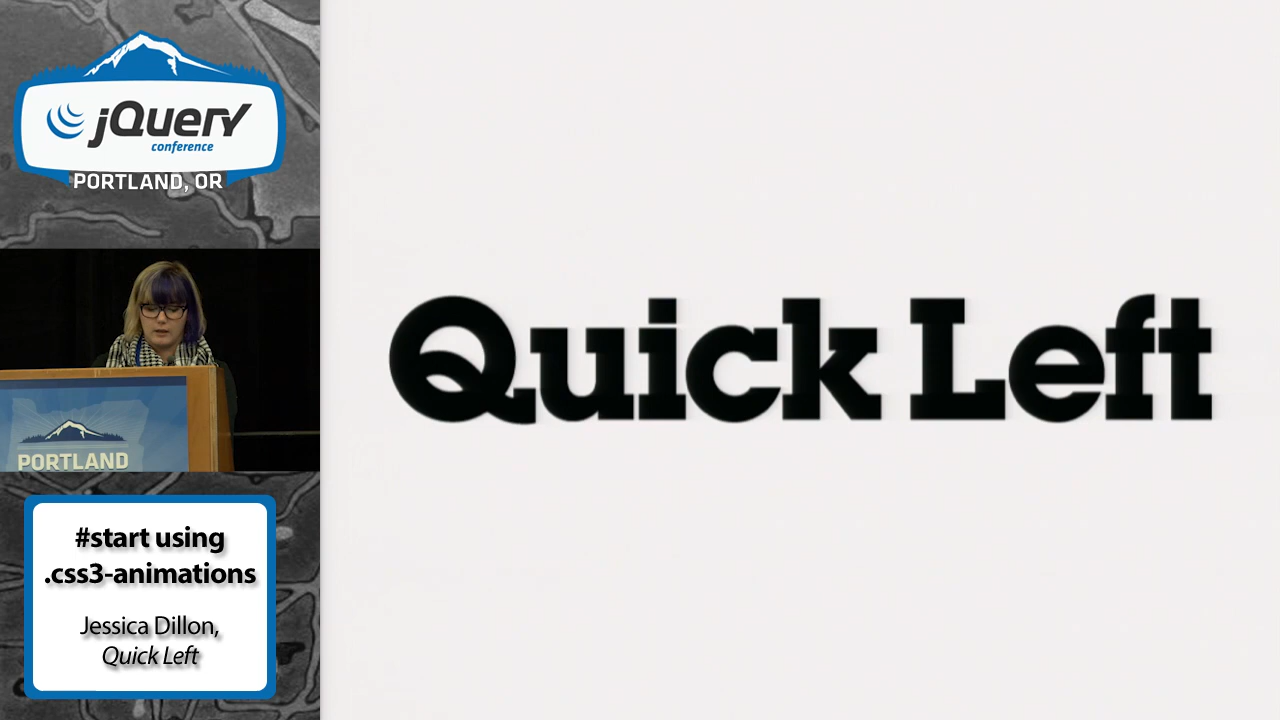 jQuery
conference
PORTLAND, OR
PORTLAND
#start using
.css3-animations
Jessica Dillon,
Quick Left
Quick Left